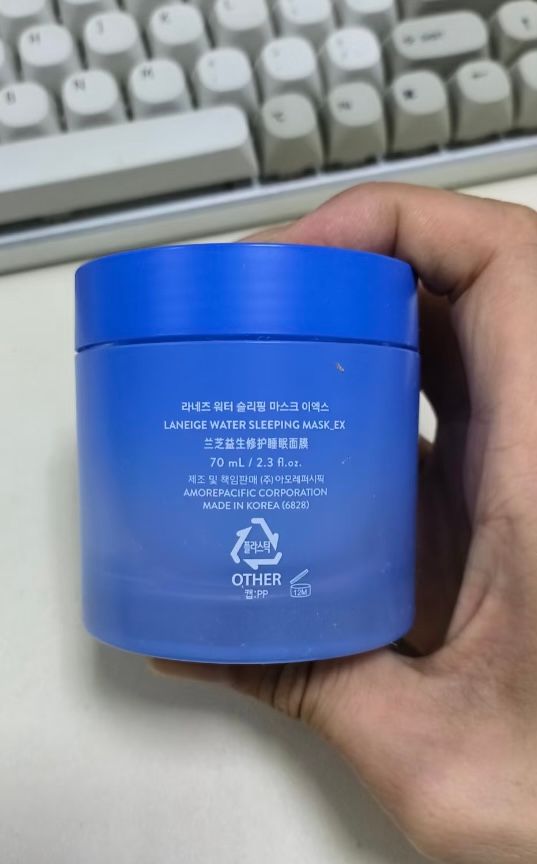 라네즈 워터 슬리핑 마스크 이엑스
LANEIGE WATER SLEEPING MASK_EX
兰芝益生修护睡眠面膜
70 mL / 2.3 fl.oz.
제조 및 책임판매 (주)아모레퍼시픽
AMOREPACIFIC CORPORATION
MADE IN KOREA (6828)
플라스틱
OTHER
캡:PP
12M